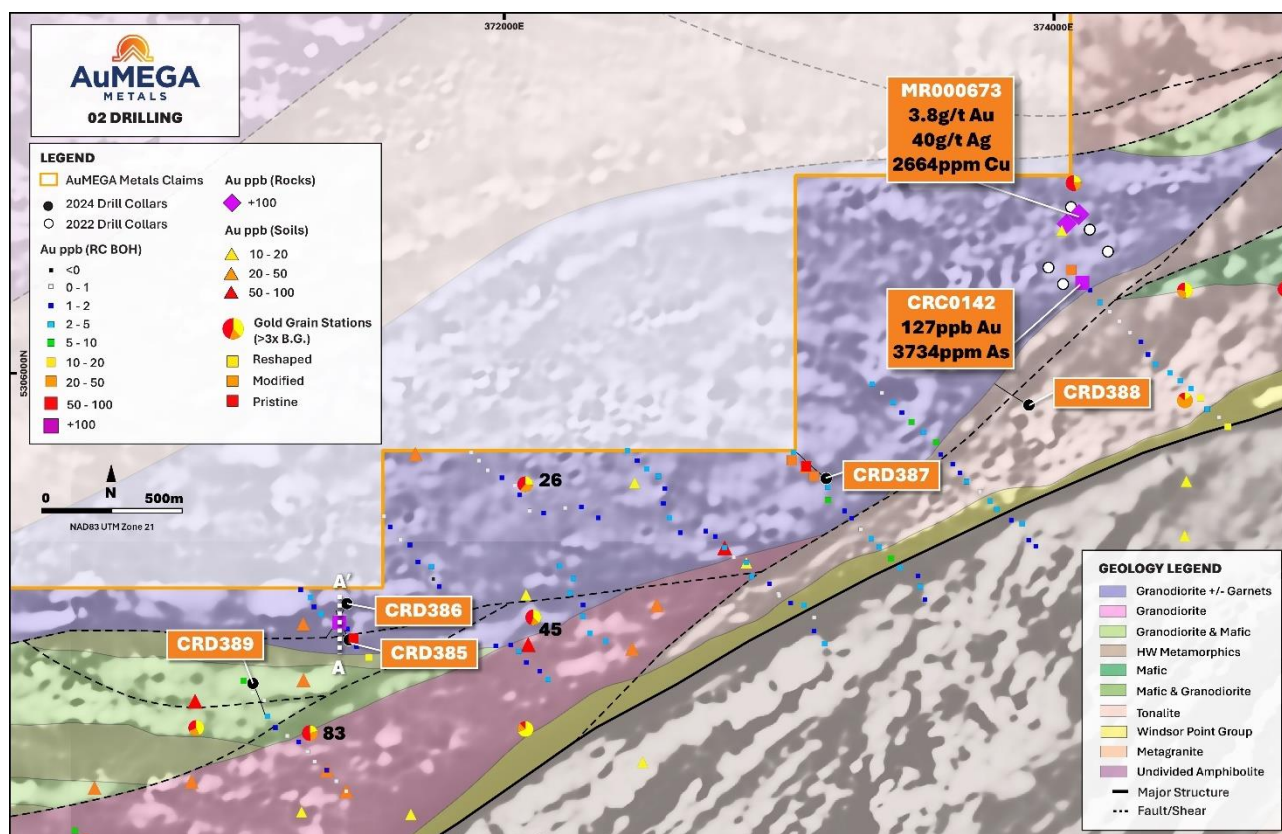 372000E
374000E
5306000N
AuMEGA
METALS
02 DRILLING
LEGEND
AuMEGA Metals Claims
2024 Drill Collars
2022 Drill Collars
Au ppb (RC BOH)
<0
0 - 1
1 - 2
2 - 5
5 - 10
10 - 20
20 - 50
50 - 100
+100
Au ppb (Rocks)
+100
Au ppb (Soils)
10 - 20
20 - 50
50 - 100
Gold Grain Stations
(>3x B.G.)
Reshaped
Modified
Pristine
N
0 500m
NAD83 UTM Zone 21
MR000673
3.8g/t Au
40g/t Ag
2664ppm Cu
CRC0142
127ppb Au
3734ppm As
CRD388
CRD387
26
A'
CRD386
45
CRD389
CRD385
A
83
GEOLOGY LEGEND
Granodiorite +/- Garnets
Granodiorite
Granodiorite & Mafic
HW Metamorphics
Mafic
Mafic & Granodiorite
Tonalite
Windsor Point Group
Metagranite
Undivided Amphibolite
Major Structure
Fault/Shear